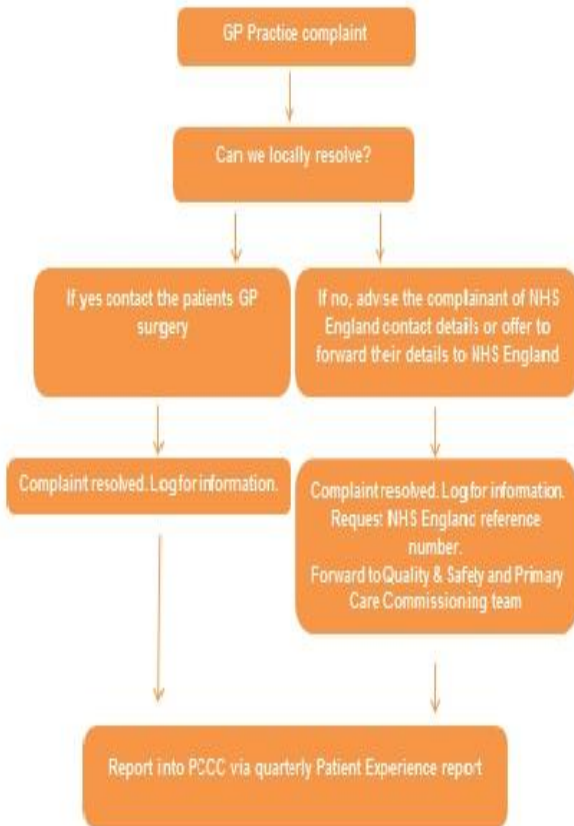 GP Practice complaint
Can we locally resolve?
If yes contact the patients GP
surgery
If no, advise the complainant of NHS
England contact details or offer to
forward their details to NHS England
Complaint resolved. Log for information.
Complaint resolved. Log for information.
Request NHS England reference
number.
Forward to Quality & Safety and Primary
Care Commissioning team
Report into PCCC via quarterly Patient Experience report